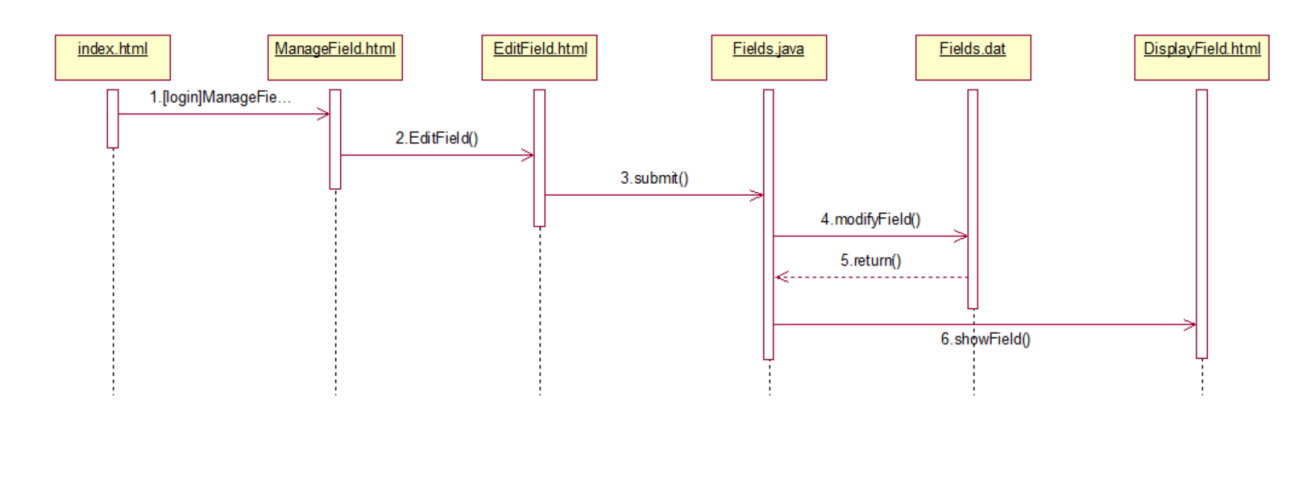 index.html
ManageField.html
EditField.html
Fields.java
Fields.dat
DisplayField.html
1.[login]ManageFie...
2.EditField()
3.submit()
4.modifyField()
5.return()
6.showField()